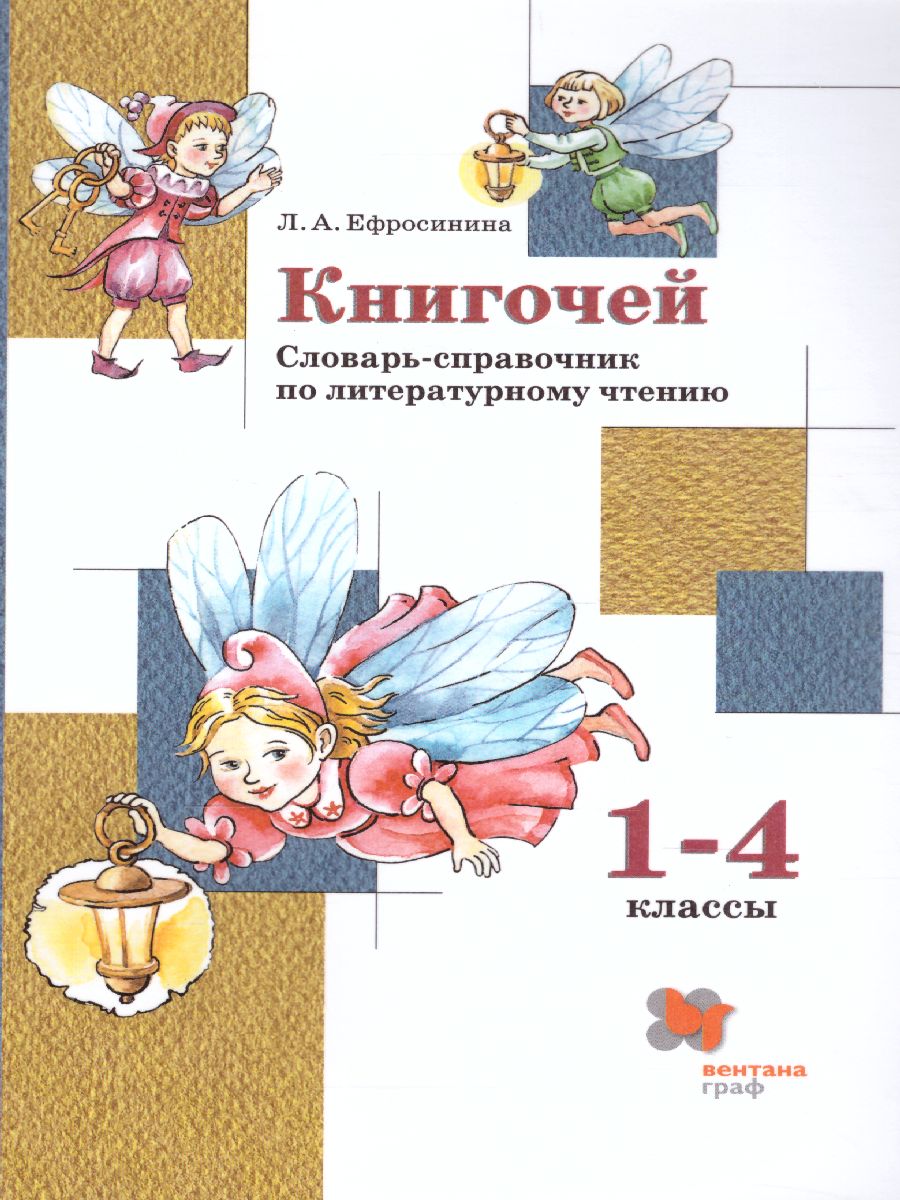 Л. А. Ефросинина
Книгочей
Словарь-справочник
по литературному чтению
1-4
классы
вентана
граф